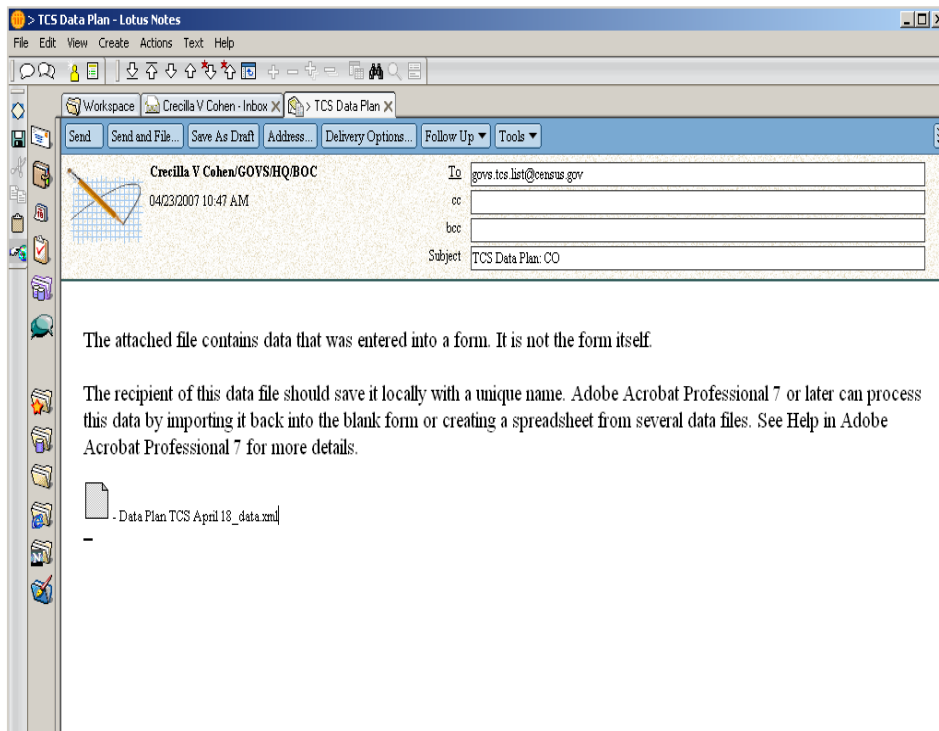 > TCS Data Plan - Lotus Notes
File Edit View Create Actions Text Help
Workspace Crecilla V Cohen - Inbox X > TCS Data Plan X
Send Send and File... Save As Draft Address... Delivery Options... Follow Up Tools
Crecilla V Cohen/GOVS/HQ/BOC
04/23/2007 10:47 AM
To govs.tcs.list@census.gov
cc
bcc
Subject TCS Data Plan: CO
The attached file contains data that was entered into a form. It is not the form itself.
The recipient of this data file should save it locally with a unique name. Adobe Acrobat Professional 7 or later can process
this data by importing it back into the blank form or creating a spreadsheet from several data files. See Help in Adobe
Acrobat Professional 7 for more details.
- Data Plan TCS April 18_data.xml